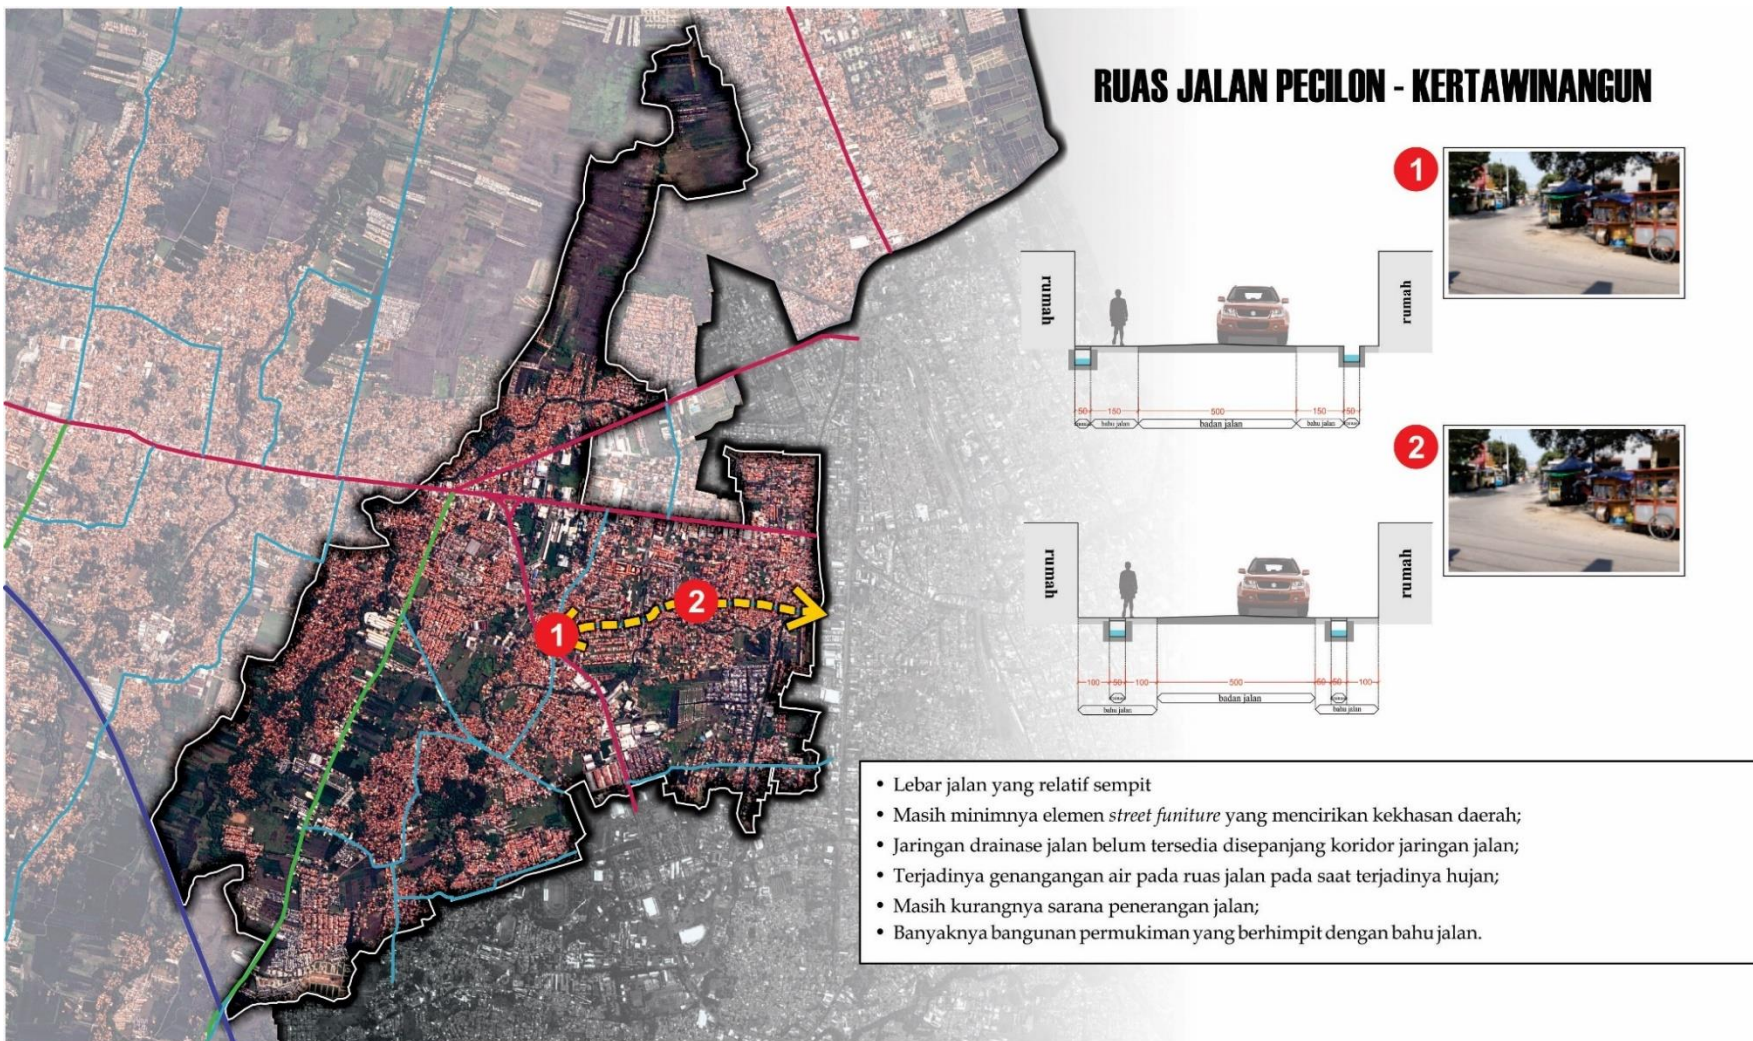 RUAS JALAN PECILON - KERTAWINANGUN
1
rumah
rumah
50 150 500 150 50
bahu jalan badan jalan bahu jalan
2
rumah
rumah
1
2
100 50 100 500 50 50 100
badan jalan
bahu jalan bahu jalan
• Lebar jalan yang relatif sempit
• Masih minimnya elemen street funiture yang mencirikan kekhasan daerah;
• Jaringan drainase jalan belum tersedia disepanjang koridor jaringan jalan;
• Terjadinya genangangan air pada ruas jalan pada saat terjadinya hujan;
• Masih kurangnya sarana penerangan jalan;
• Banyaknya bangunan permukiman yang berhimpit dengan bahu jalan.